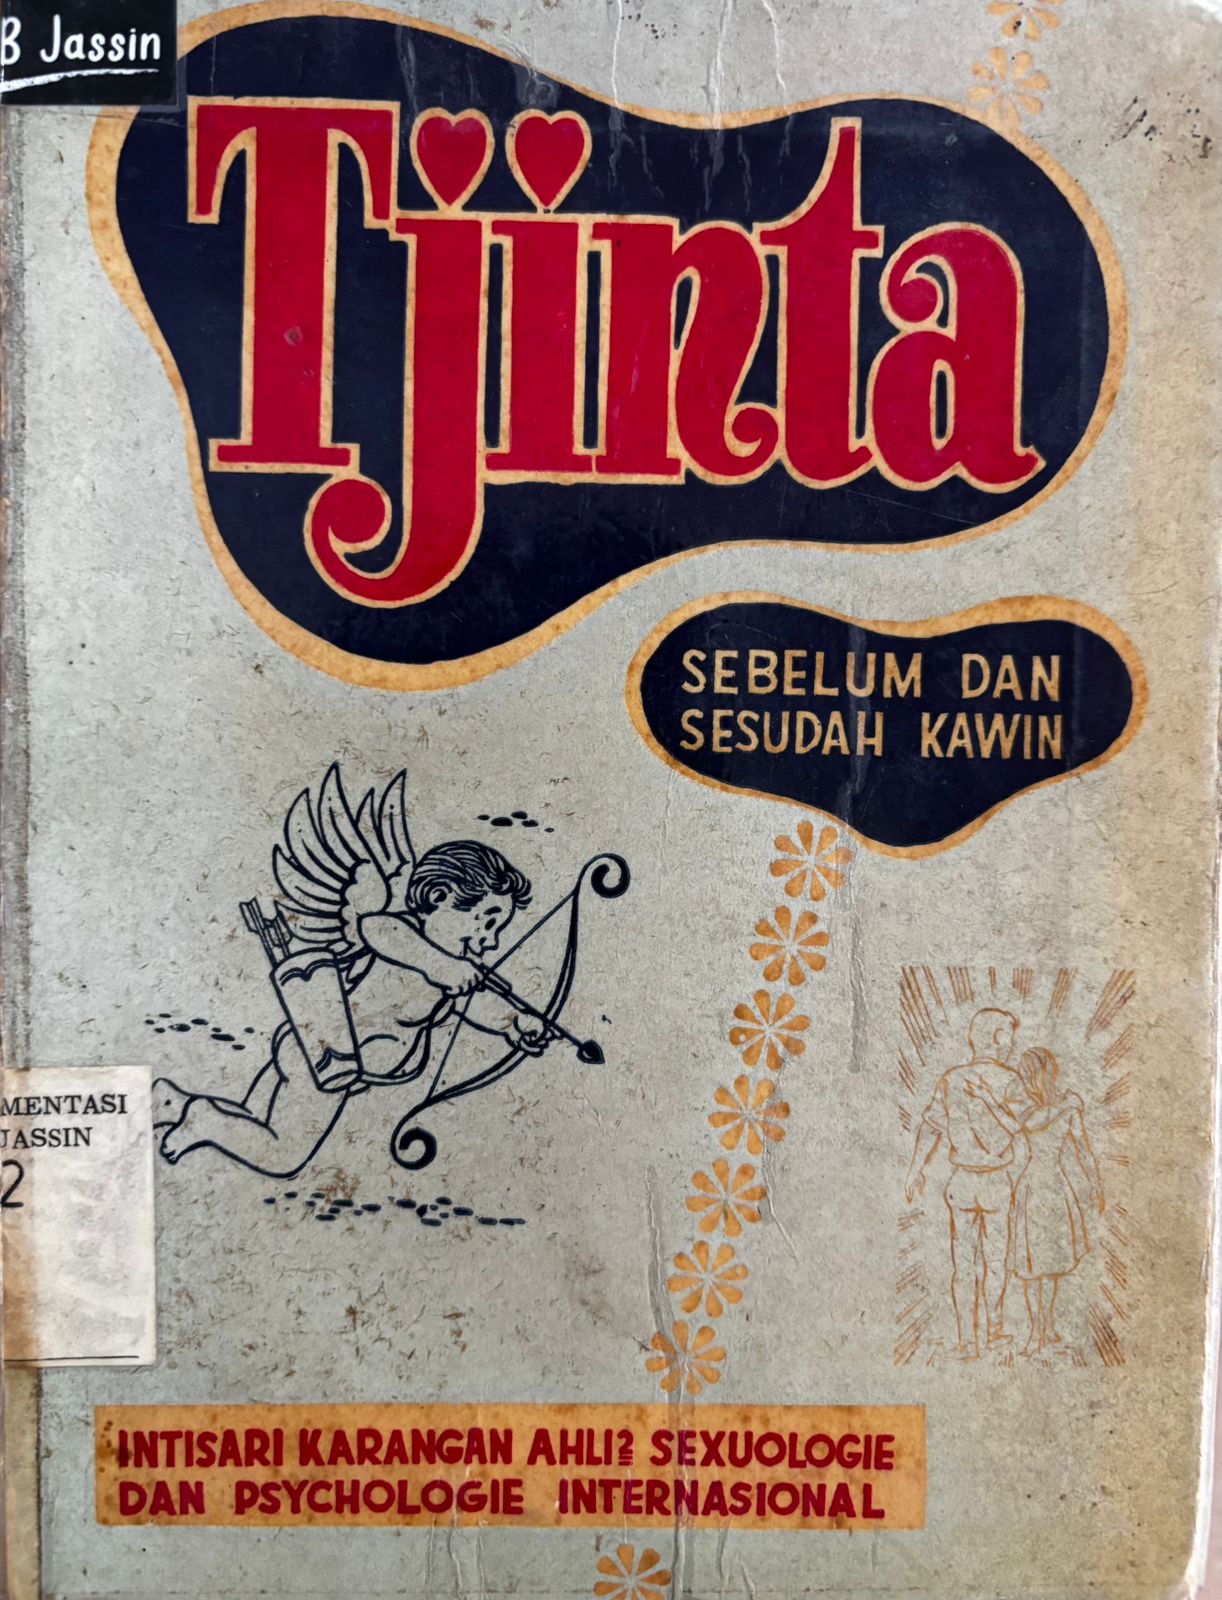 B Jassin
Tjinta
SEBELUM DAN
SESUDAH KAWIN
MENTASI
JASSIN
2
INTISARI KARANGAN AHLI2 SEXUOLOGIE
DAN PSYCHOLOGIE INTERNASIONAL